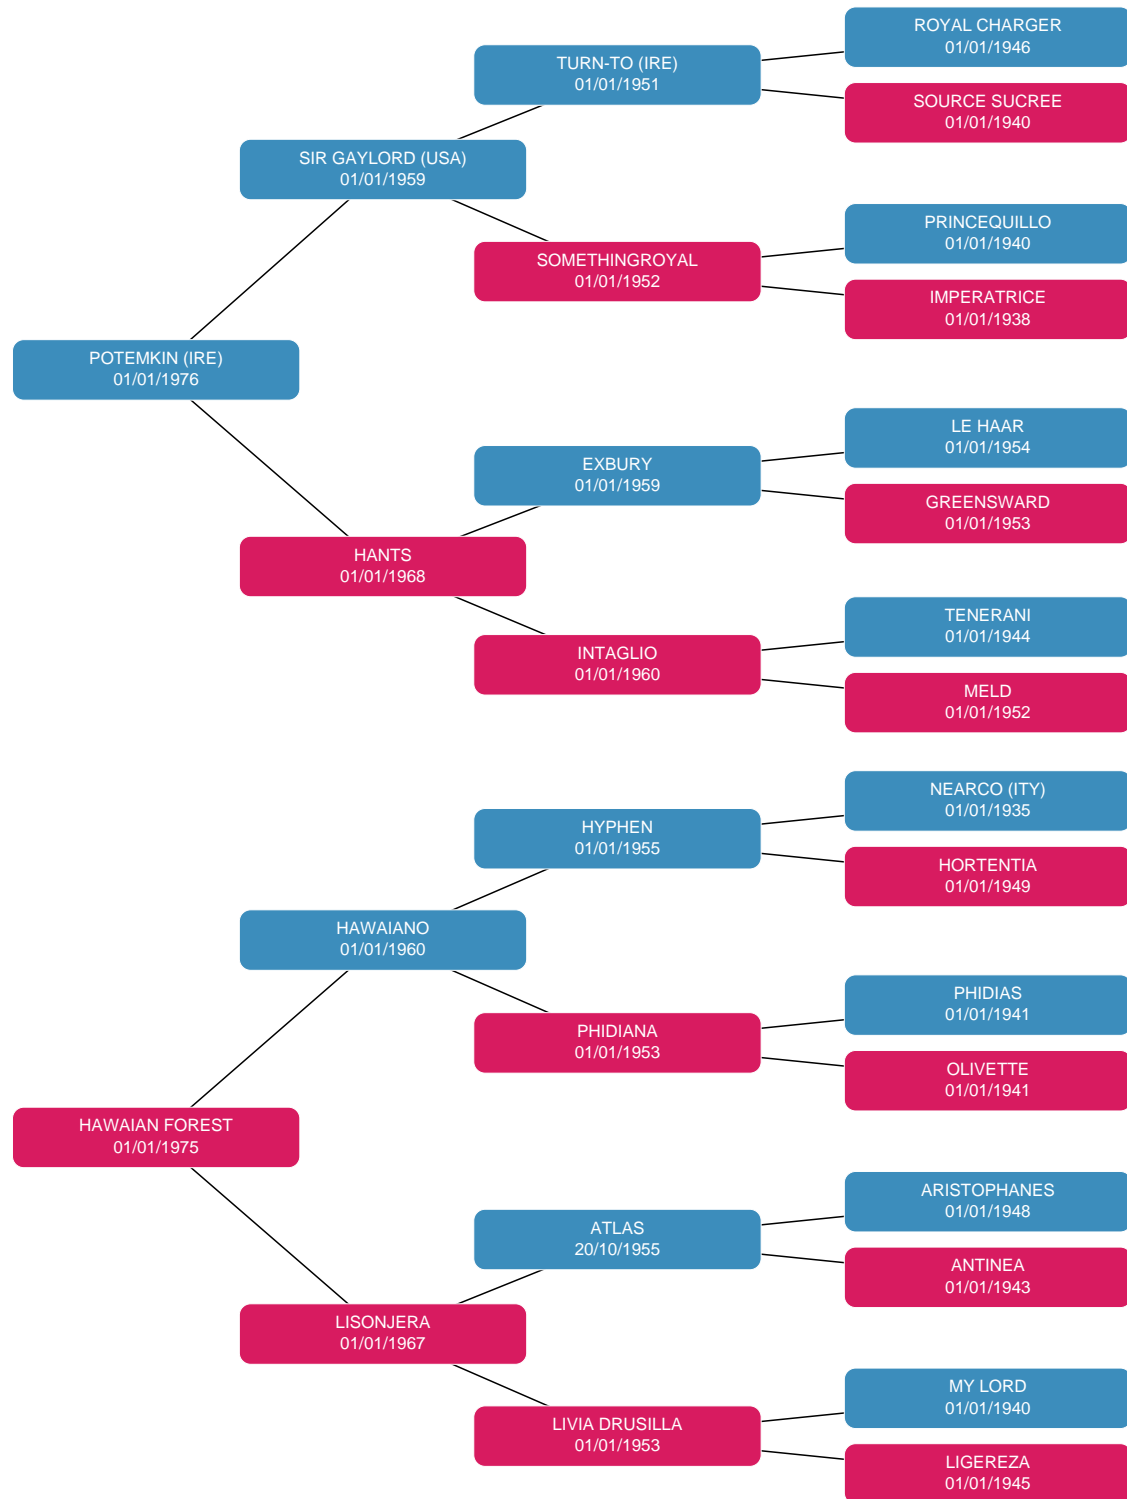 ROYAL CHARGER
01/01/1946
TURN-TO (IRE)
01/01/1951
SOURCE SUCREE
01/01/1940
SIR GAYLORD (USA)
01/01/1959
PRINCEQUILLO
01/01/1940
SOMETHINGROYAL
01/01/1952
IMPERATRICE
01/01/1938
POTEMKIN (IRE)
01/01/1976
LE HAAR
01/01/1954
EXBURY
01/01/1959
GREENSWARD
01/01/1953
HANTS
01/01/1968
TENERANI
01/01/1944
INTAGLIO
01/01/1960
MELD
01/01/1952
NEARCO (ITY)
01/01/1935
HYPHEN
01/01/1955
HORTENTIA
01/01/1949
HAWAIANO
01/01/1960
PHIDIAS
01/01/1941
PHIDIANA
01/01/1953
OLIVETTE
01/01/1941
HAWAIAN FOREST
01/01/1975
ARISTOPHANES
01/01/1948
ATLAS
20/10/1955
ANTINEA
01/01/1943
LISONJERA
01/01/1967
MY LORD
01/01/1940
LIVIA DRUSILLA
01/01/1953
LIGEREZA
01/01/1945